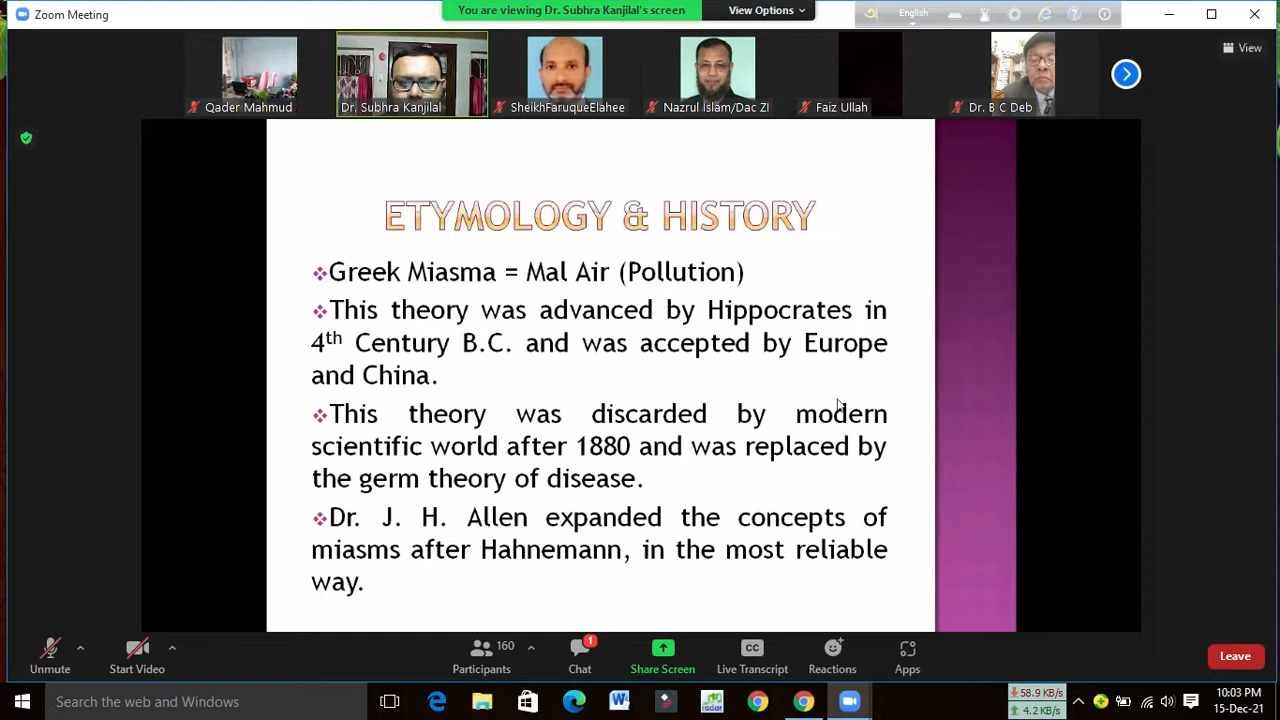 Zoom Meeting
You are viewing Dr. Subhra Kanjilal's screen
View Options
English
View
Qader Mahmud
Dr. Subhra Kanjilal
SheikhFaruqueElahee
Nazrul Islam/Dac ZI
Faiz Ullah
Dr. B C Deb
ETYMOLOGY & HISTORY
Greek Miasma = Mal Air (Pollution)
This theory was advanced by Hippocrates in
4th Century B.C. and was accepted by Europe
and China.
This theory was discarded by modern
scientific world after 1880 and was replaced by
the germ theory of disease.
Dr. J. H. Allen expanded the concepts of
miasms after Hahnemann, in the most reliable
way.
Unmute
Start Video
160
Participants
1
Chat
Share Screen
CC
Live Transcript
Reactions
Apps
Leave
Search the web and Windows
radar
58.9 KB/s
4.2 KB/s
10:03 PM
15-Dec-21